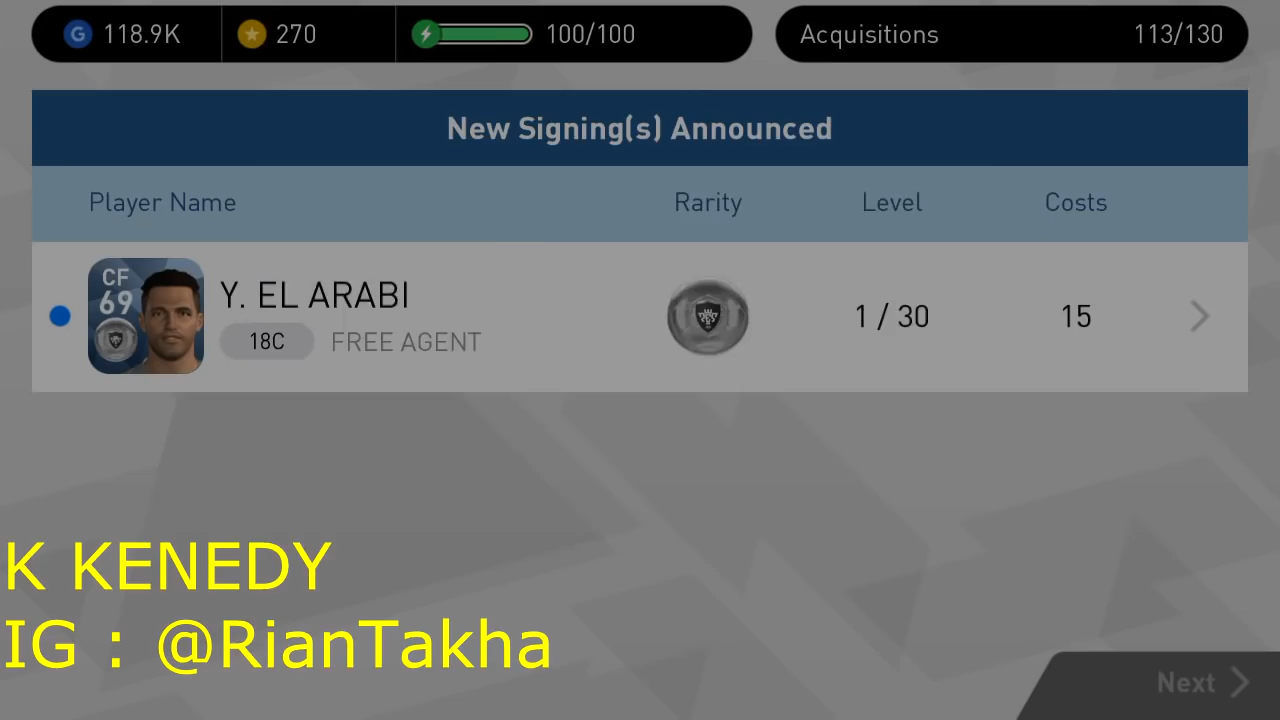 G 118.9K 270 100/100 Acquisitions 113/130
New Signing(s) Announced
Player Name Rarity Level Costs
CF
69
Y. EL ARABI
18C FREE AGENT
1 / 30 15
K KENEDY
IG : @RianTakha
Next